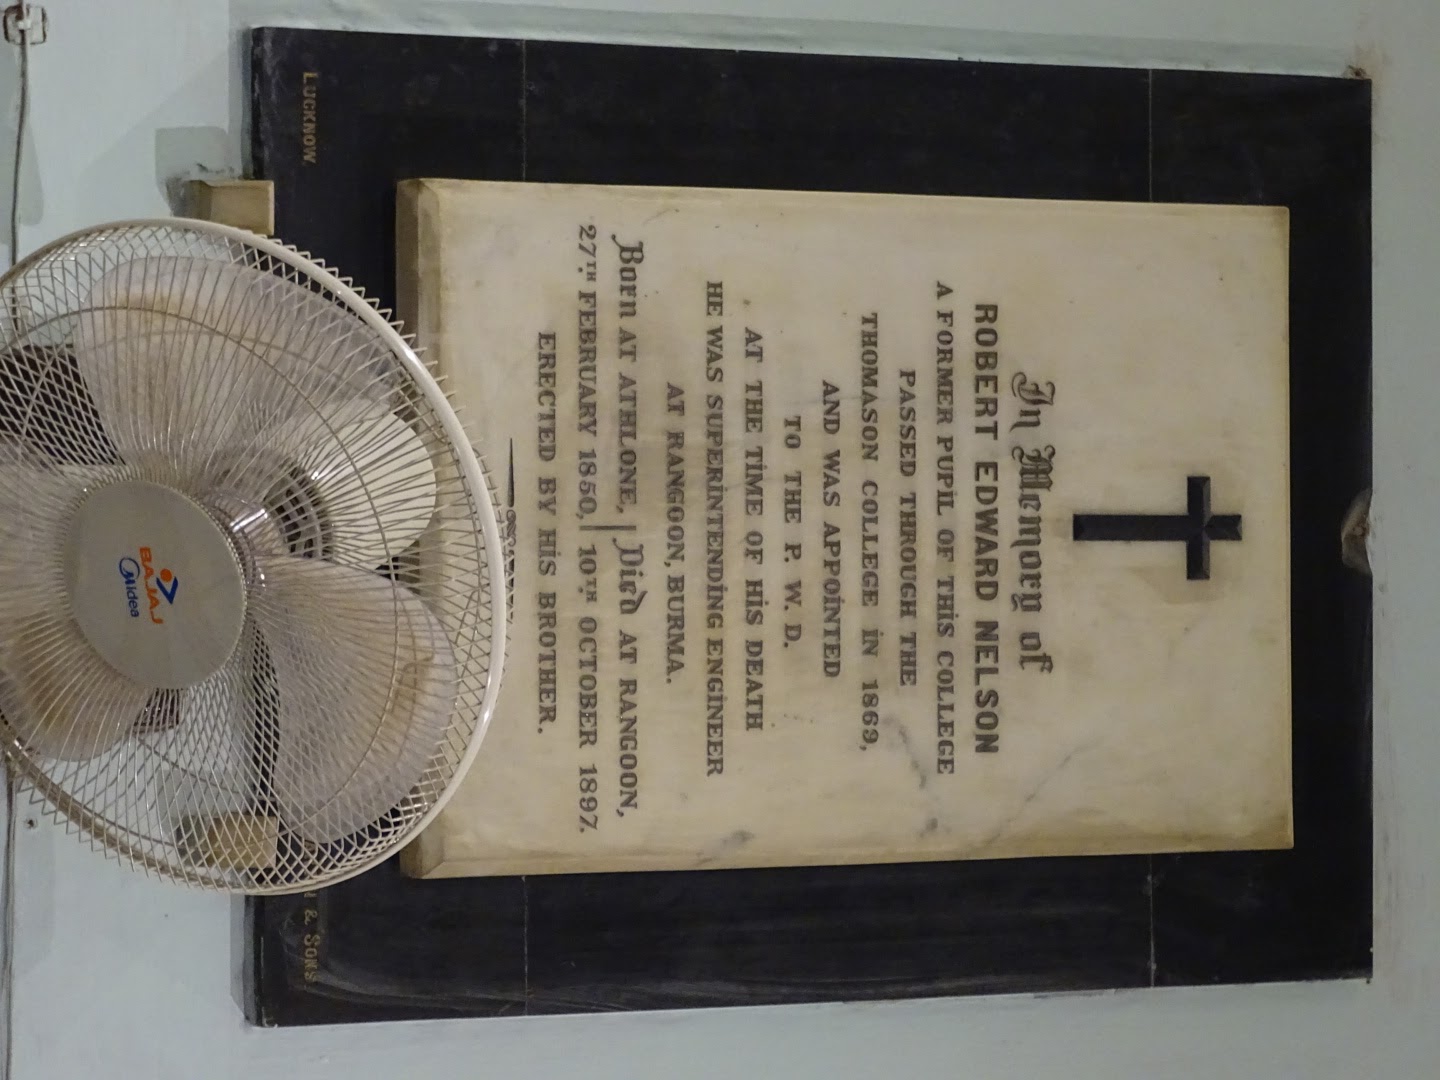 In Memory of
ROBERT EDWARD NELSON
A FORMER PUPIL OF THIS COLLEGE
PASSED THROUGH THE
THOMASON COLLEGE IN 1869,
AND WAS APPOINTED
TO THE P. W. D.
AT THE TIME OF HIS DEATH
HE WAS SUPERINTENDING ENGINEER
AT RANGOON, BURMA.
Born AT ATHLONE, | Died AT RANGOON,
27TH FEBRUARY 1850, | 10TH OCTOBER 1897.
ERECTED BY HIS BROTHER.
LUCKNOW.
& SONS
BAJAJ
Midea